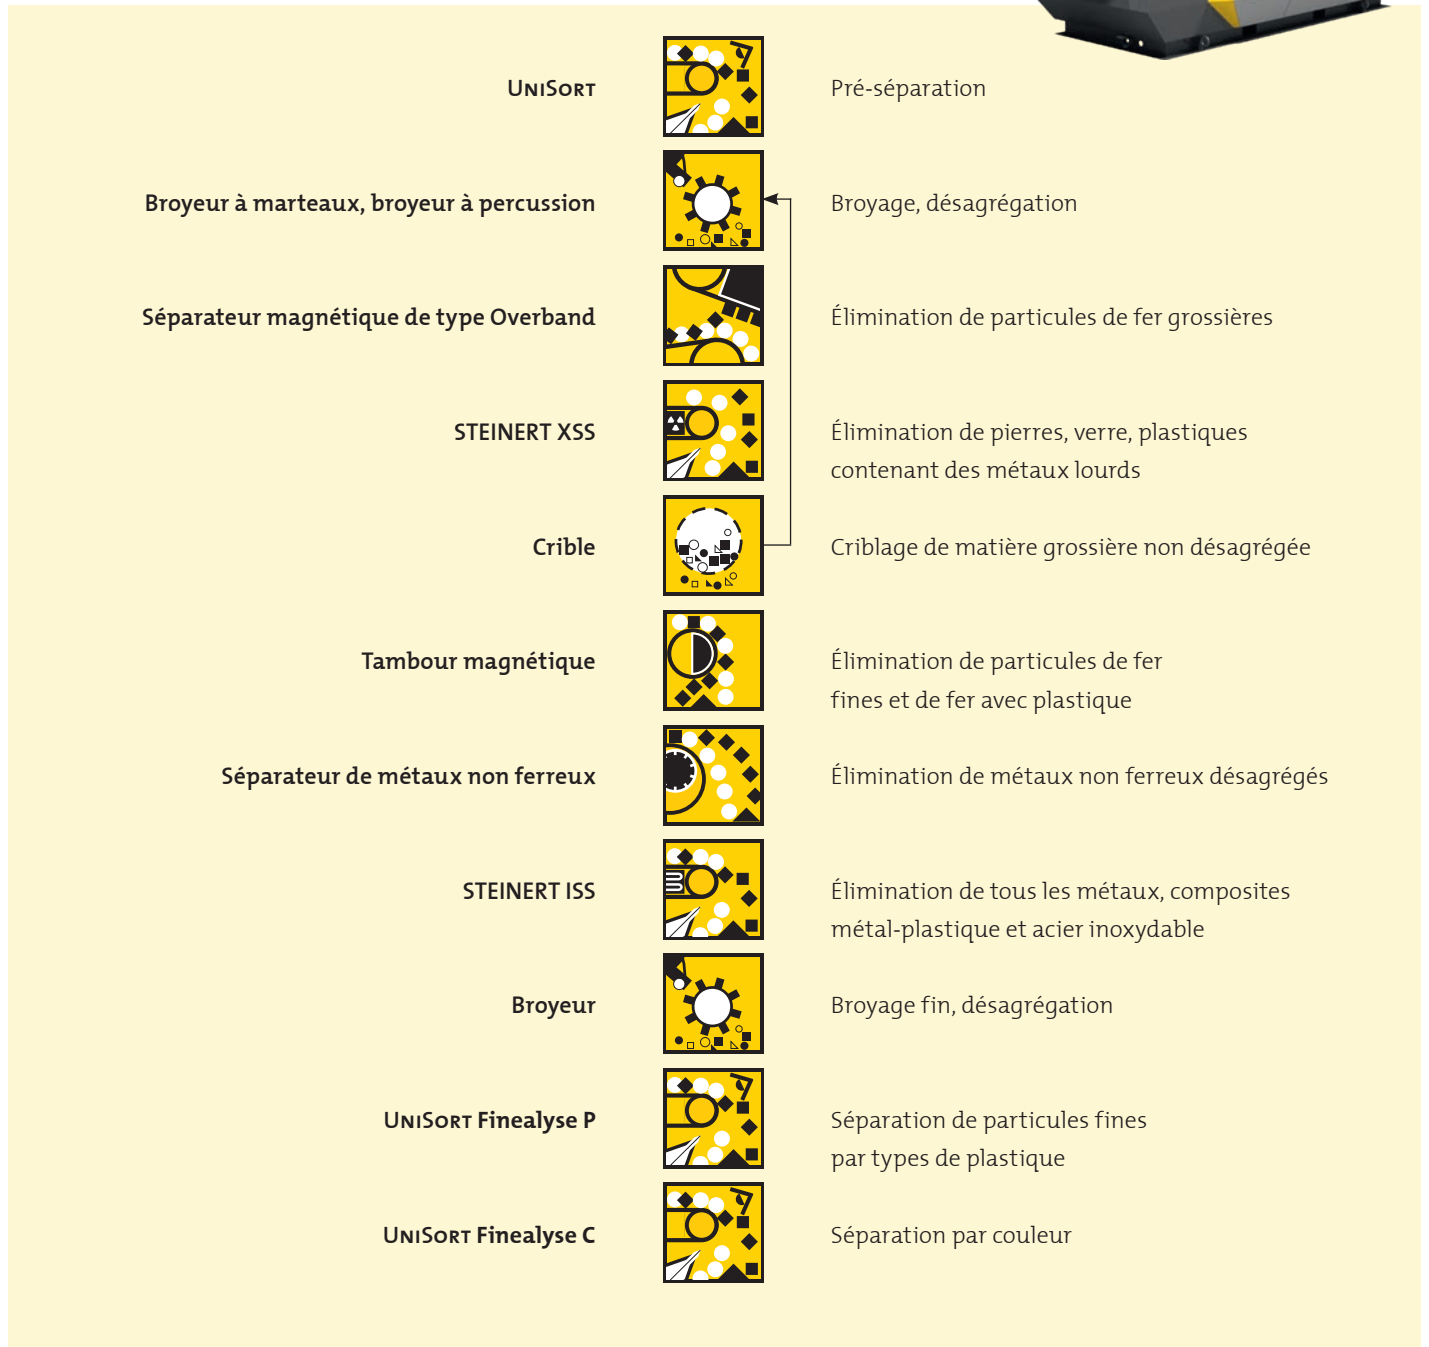 UniSort
Pré-séparation
Broyeur à marteaux, broyeur à percussion
Broyage, désagrégation
Séparateur magnétique de type Overband
Élimination de particules de fer grossières
STEINERT XSS
Élimination de pierres, verre, plastiques
contenant des métaux lourds
Crible
Criblage de matière grossière non désagrégée
Tambour magnétique
Élimination de particules de fer
fines et de fer avec plastique
Séparateur de métaux non ferreux
Élimination de métaux non ferreux désagrégés
STEINERT ISS
Élimination de tous les métaux, composites
métal-plastique et acier inoxydable
Broyeur
Broyage fin, désagrégation
UniSort Finealyse P
Séparation de particules fines
par types de plastique
UniSort Finealyse C
Séparation par couleur